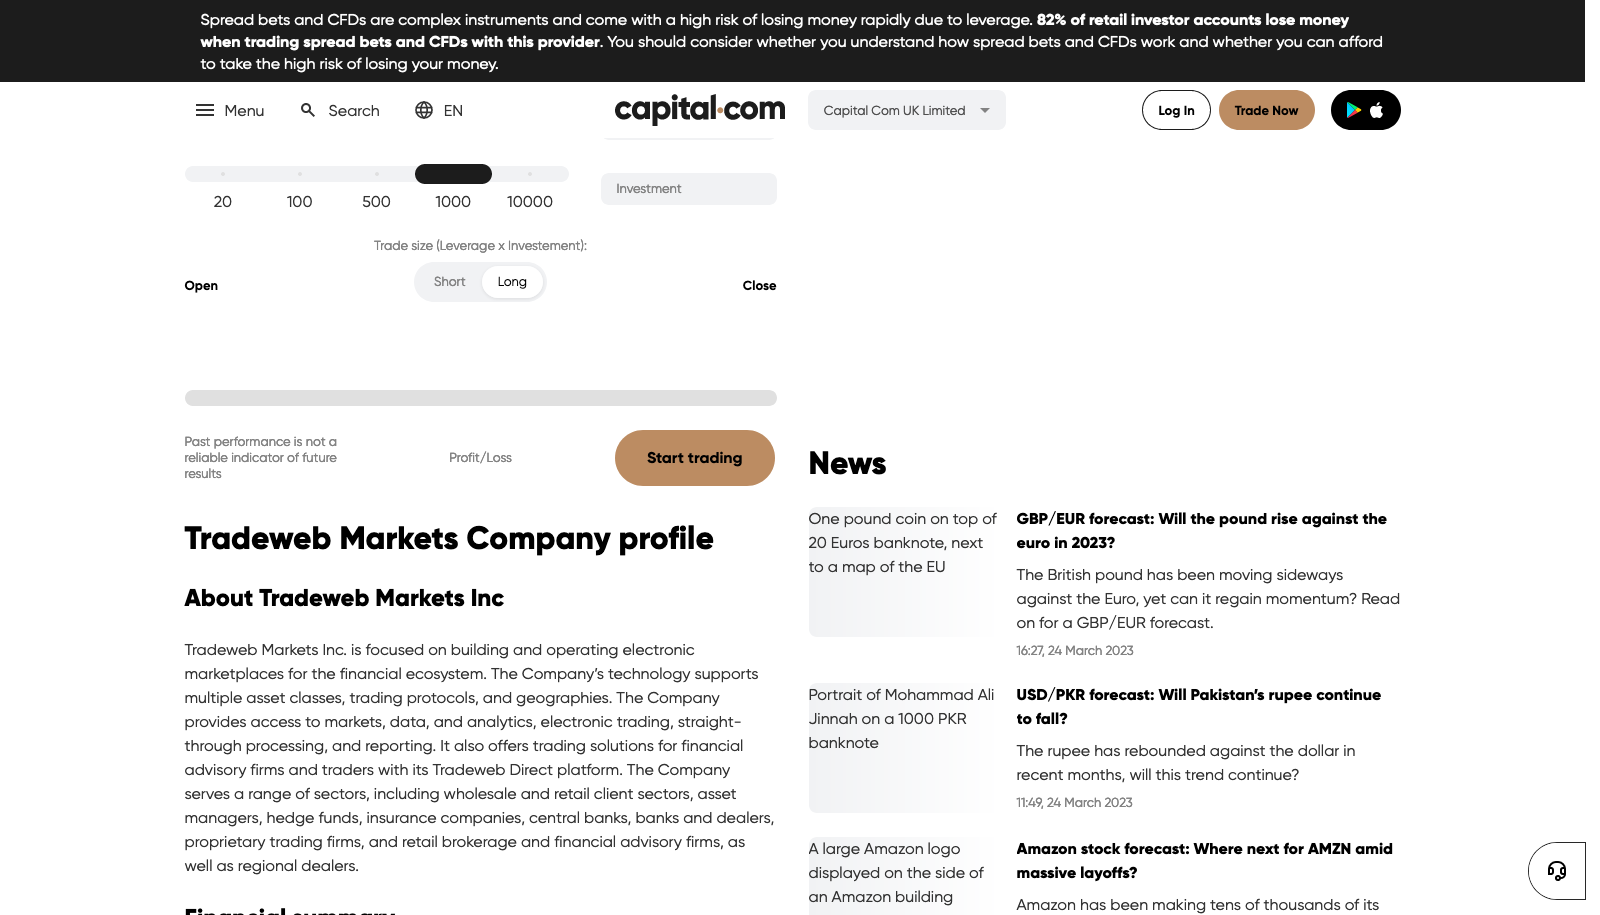 Spread bets and CFDs are complex instruments and come with a high risk of losing money rapidly due to leverage. 82% of retail investor accounts lose money
when trading spread bets and CFDs with this provider. You should consider whether you understand how spread bets and CFDs work and whether you can afford
to take the high risk of losing your money.
Menu
Search
EN
capital.com
Capital Com UK Limited
Log In
Trade Now
20
100
500
1000
10000
Investment
Trade size (Leverage x Investement):
Open
Short
Long
Close
Past performance is not a
reliable indicator of future
results
Profit/Loss
Start trading
Tradeweb Markets Company profile
About Tradeweb Markets Inc
Tradeweb Markets Inc. is focused on building and operating electronic
marketplaces for the financial ecosystem. The Company's technology supports
multiple asset classes, trading protocols, and geographies. The Company
provides access to markets, data, and analytics, electronic trading, straight-
through processing, and reporting. It also offers trading solutions for financial
advisory firms and traders with its Tradeweb Direct platform. The Company
serves a range of sectors, including wholesale and retail client sectors, asset
managers, hedge funds, insurance companies, central banks, banks and dealers,
proprietary trading firms, and retail brokerage and financial advisory firms, as
well as regional dealers.
Financial summary
News
One pound coin on top of
20 Euros banknote, next
to a map of the EU
GBP/EUR forecast: Will the pound rise against the
euro in 2023?
The British pound has been moving sideways
against the Euro, yet can it regain momentum? Read
on for a GBP/EUR forecast.
16:27, 24 March 2023
Portrait of Mohammad Ali
Jinnah on a 1000 PKR
banknote
USD/PKR forecast: Will Pakistan's rupee continue
to fall?
The rupee has rebounded against the dollar in
recent months, will this trend continue?
11:49, 24 March 2023
A large Amazon logo
displayed on the side of
an Amazon building
Amazon stock forecast: Where next for AMZN amid
massive layoffs?
Amazon has been making tens of thousands of its